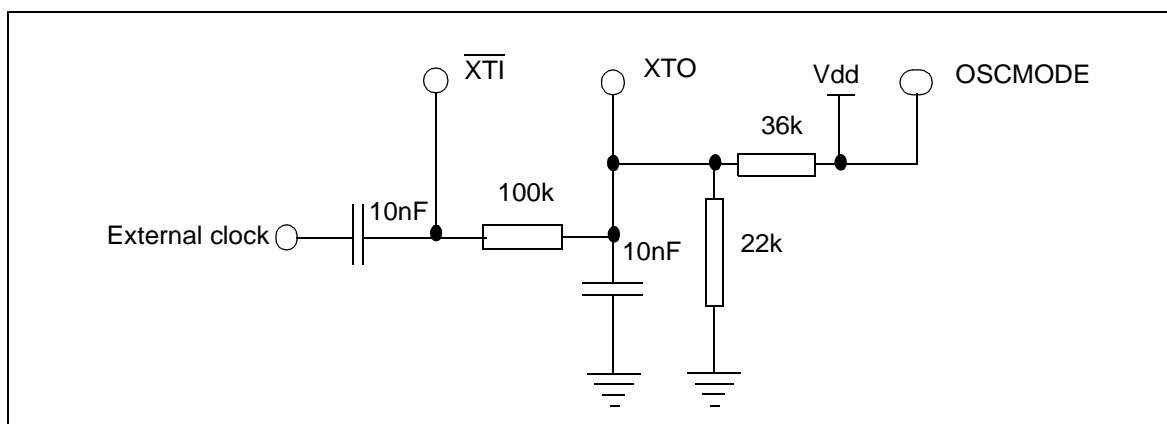 XTI
XTO
Vdd
OSCMODE
36k
100k
10nF
External clock
10nF
22k